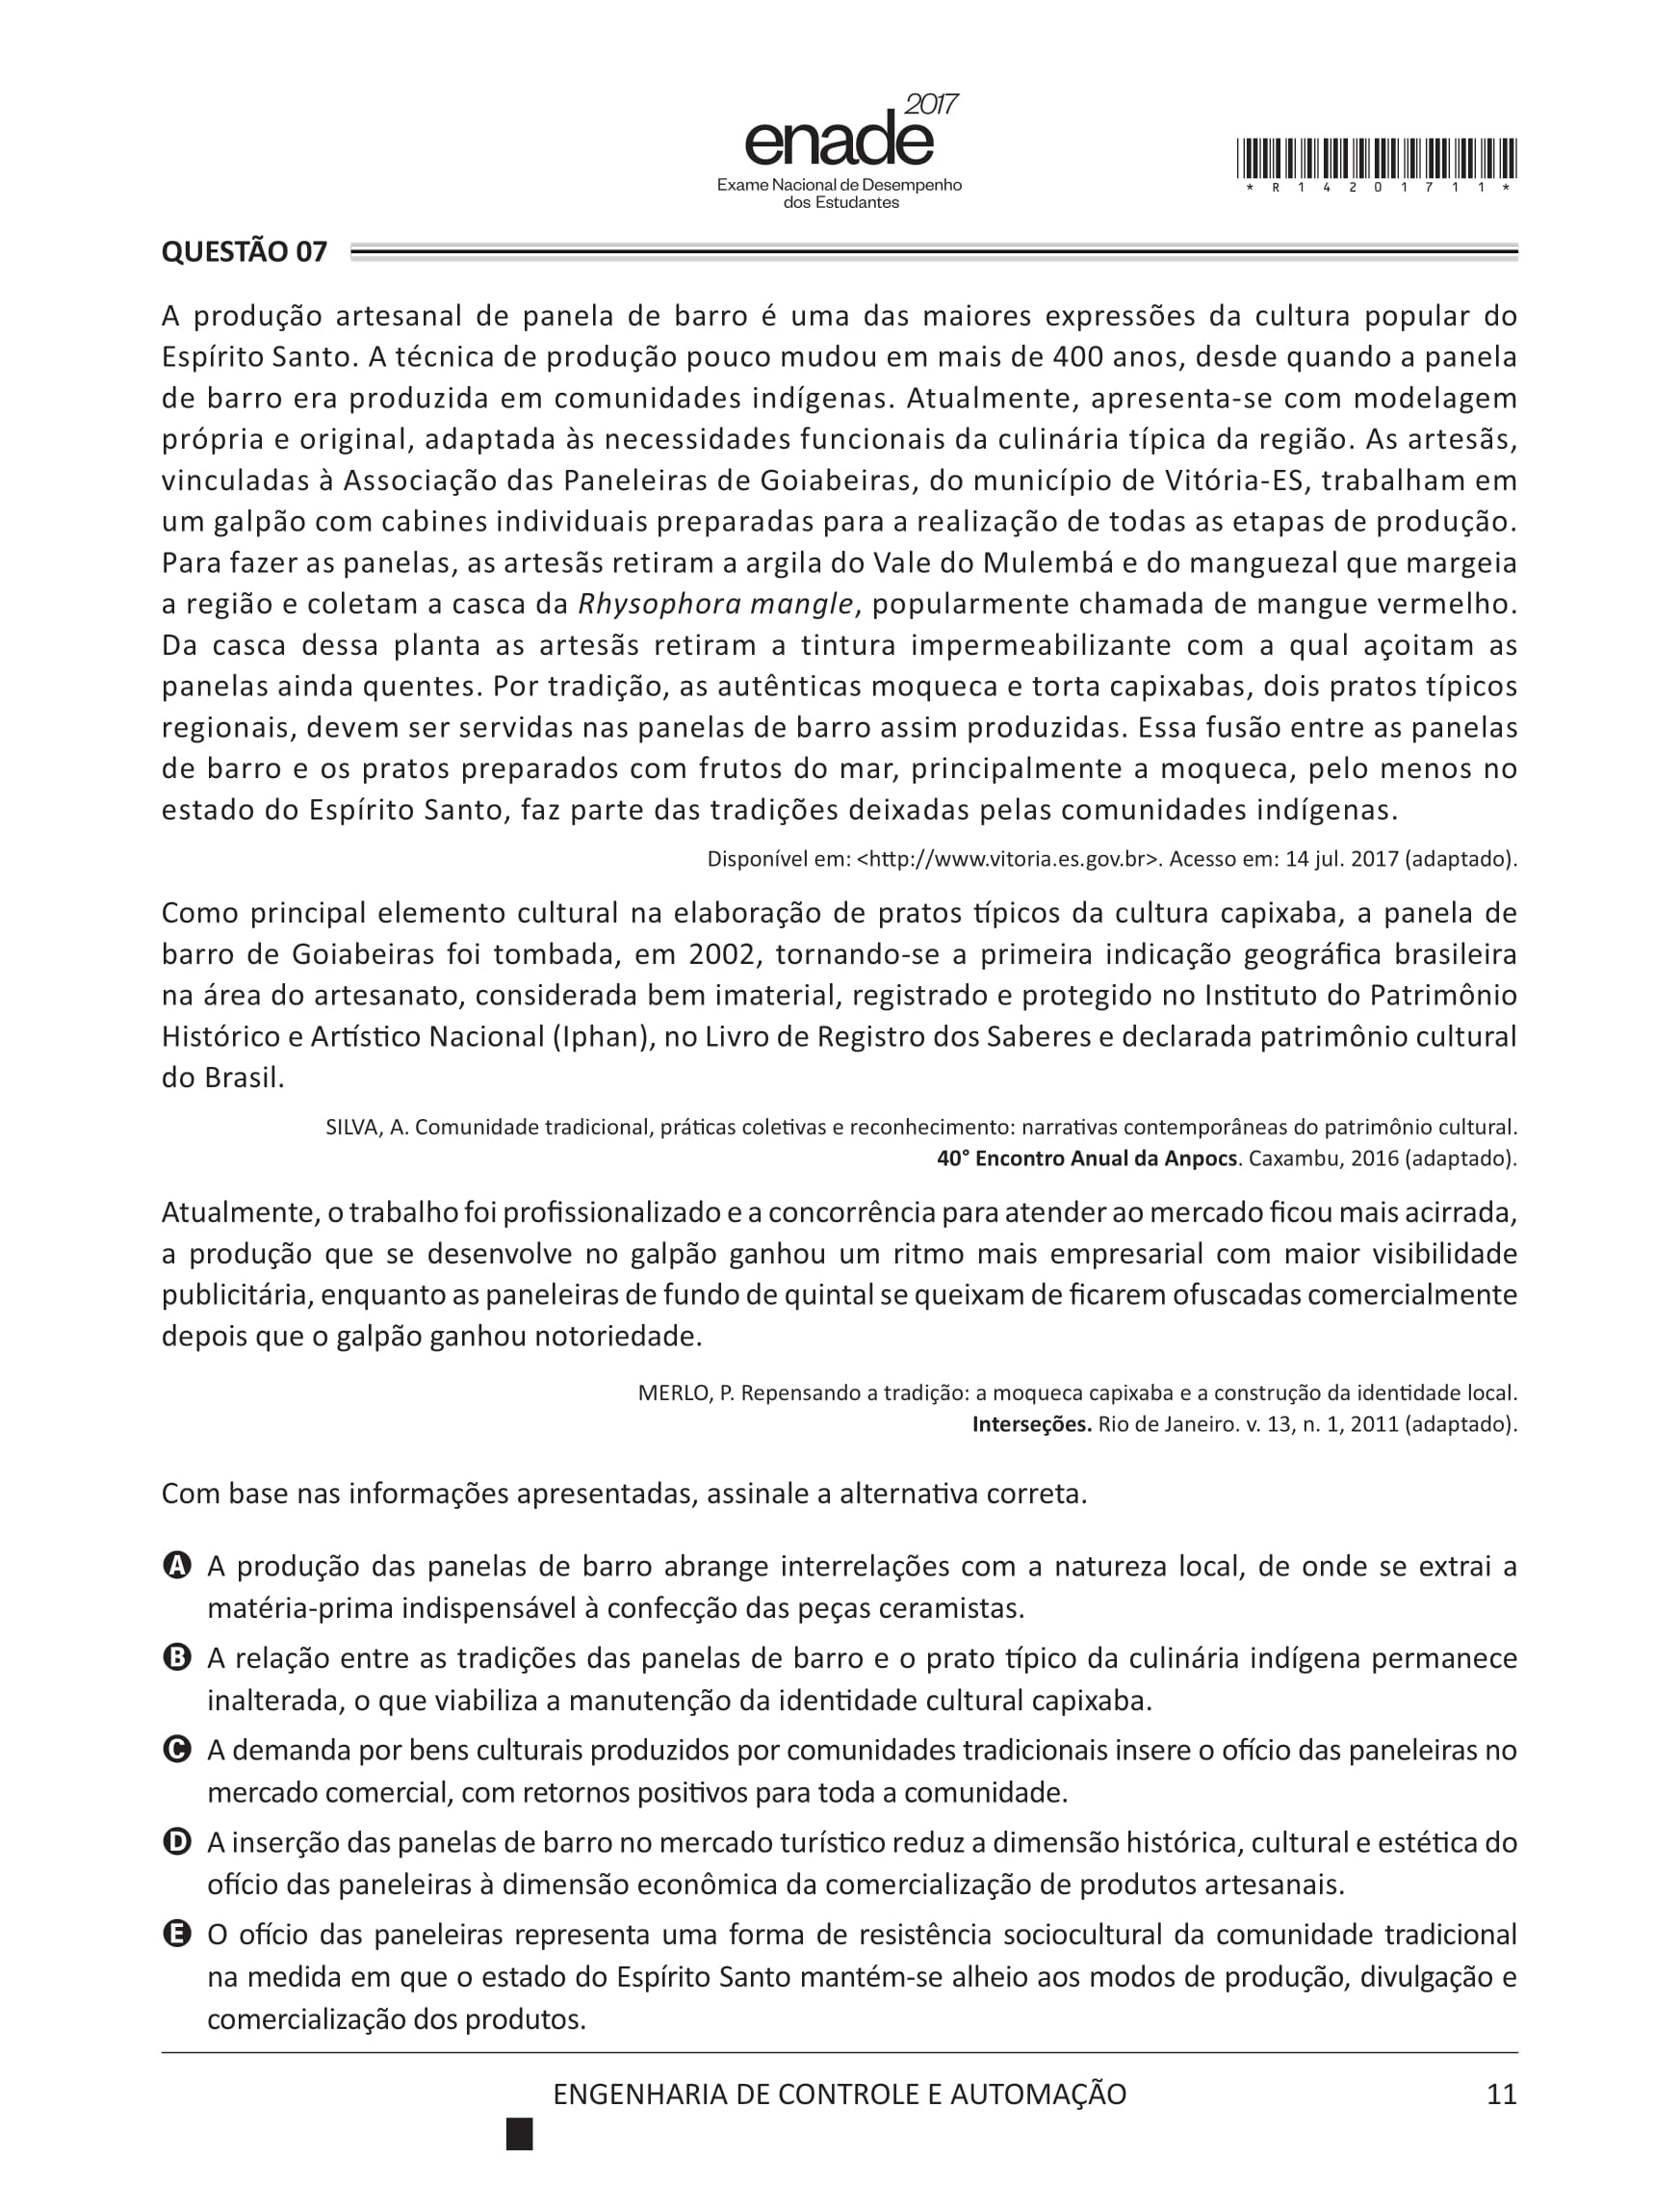 2017
enade
Exame Nacional de Desempenho
dos Estudantes
* R 1 4 2 0 1 7 1 1 *
QUESTÃO 07
A produção artesanal de panela de barro é uma das maiores expressões da cultura popular do
Espírito Santo. A técnica de produção pouco mudou em mais de 400 anos, desde quando a panela
de barro era produzida em comunidades indígenas. Atualmente, apresenta-se com modelagem
própria e original, adaptada às necessidades funcionais da culinária típica da região. As artesãs,
vinculadas à Associação das Paneleiras de Goiabeiras, do município de Vitória-ES, trabalham em
um galpão com cabines individuais preparadas para a realização de todas as etapas de produção.
Para fazer as panelas, as artesãs retiram a argila do Vale do Mulembá e do manguezal que margeia
a região e coletam a casca da Rhysophora mangle, popularmente chamada de mangue vermelho.
Da casca dessa planta as artesãs retiram a tintura impermeabilizante com a qual açoitam as
panelas ainda quentes. Por tradição, as autênticas moqueca e torta capixabas, dois pratos típicos
regionais, devem ser servidas nas panelas de barro assim produzidas. Essa fusão entre as panelas
de barro e os pratos preparados com frutos do mar, principalmente a moqueca, pelo menos no
estado do Espírito Santo, faz parte das tradições deixadas pelas comunidades indígenas.
Disponível em: <http://www.vitoria.es.gov.br>. Acesso em: 14 jul. 2017 (adaptado).
Como principal elemento cultural na elaboração de pratos típicos da cultura capixaba, a panela de
barro de Goiabeiras foi tombada, em 2002, tornando-se a primeira indicação geográfica brasileira
na área do artesanato, considerada bem imaterial, registrado e protegido no Instituto do Patrimônio
Histórico e Artístico Nacional (Iphan), no Livro de Registro dos Saberes e declarada patrimônio cultural
do Brasil.
SILVA, A. Comunidade tradicional, práticas coletivas e reconhecimento: narrativas contemporâneas do patrimônio cultural.
40° Encontro Anual da Anpocs. Caxambu, 2016 (adaptado).
Atualmente, o trabalho foi profissionalizado e a concorrência para atender ao mercado ficou mais acirrada,
a produção que se desenvolve no galpão ganhou um ritmo mais empresarial com maior visibilidade
publicitária, enquanto as paneleiras de fundo de quintal se queixam de ficarem ofuscadas comercialmente
depois que o galpão ganhou notoriedade.
MERLO, P. Repensando a tradição: a moqueca capixaba e a construção da identidade local.
Interseções. Rio de Janeiro. v. 13, n. 1, 2011 (adaptado).
Com base nas informações apresentadas, assinale a alternativa correta.
A A produção das panelas de barro abrange interrelações com a natureza local, de onde se extrai a
matéria-prima indispensável à confecção das peças ceramistas.
B A relação entre as tradições das panelas de barro e o prato típico da culinária indígena permanece
inalterada, o que viabiliza a manutenção da identidade cultural capixaba.
C A demanda por bens culturais produzidos por comunidades tradicionais insere o ofício das paneleiras no
mercado comercial, com retornos positivos para toda a comunidade.
D A inserção das panelas de barro no mercado turístico reduz a dimensão histórica, cultural e estética do
ofício das paneleiras à dimensão econômica da comercialização de produtos artesanais.
E O ofício das paneleiras representa uma forma de resistência sociocultural da comunidade tradicional
na medida em que o estado do Espírito Santo mantém-se alheio aos modos de produção, divulgação e
comercialização dos produtos.
ENGENHARIA DE CONTROLE E AUTOMAÇÃO 11